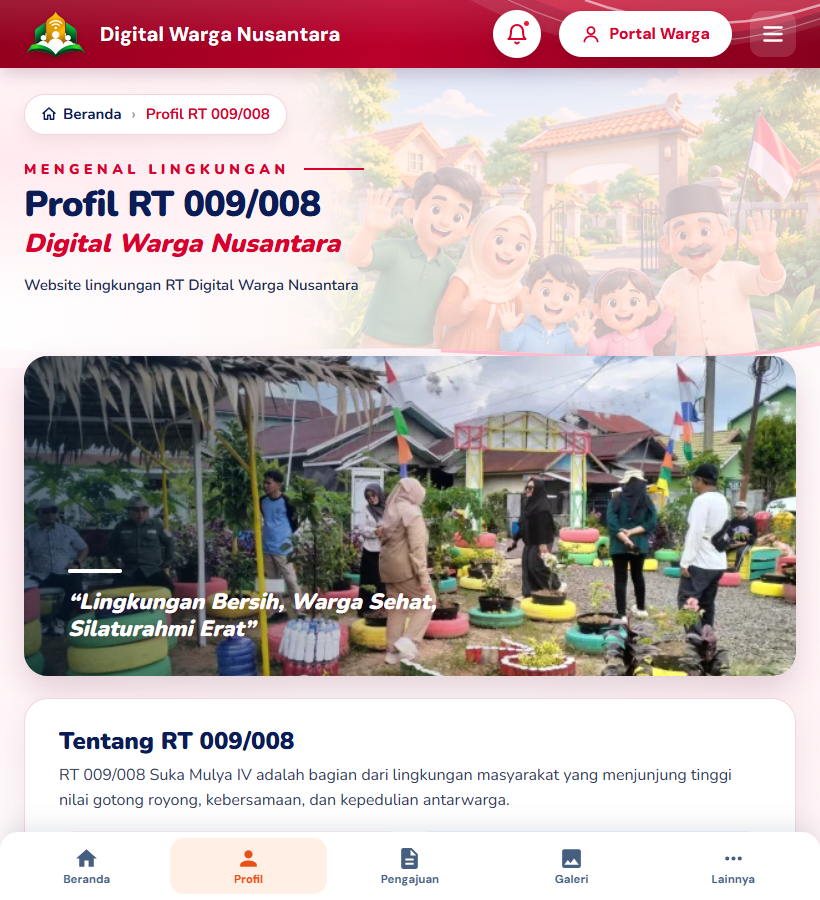 Digital Warga Nusantara
Portal Warga
Beranda › Profil RT 009/008
MENGENAL LINGKUNGAN
Profil RT 009/008
Digital Warga Nusantara
Website lingkungan RT Digital Warga Nusantara
“Lingkungan Bersih, Warga Sehat,
Silaturahmi Erat”
Tentang RT 009/008
RT 009/008 Suka Mulya IV adalah bagian dari lingkungan masyarakat yang menjunjung tinggi
nilai gotong royong, kebersamaan, dan kepedulian antarwarga.
Beranda
Profil
Pengajuan
Galeri
Lainnya